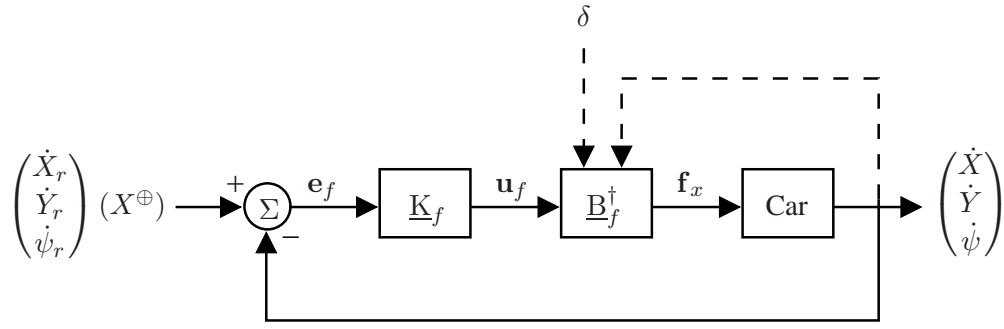 δ
Ẋ_r
Ẏ_r (X^⊕)
ψ̇_r
+ Σ −
e_f
K_f
u_f
B_f^†
f_x
Car
Ẋ
Ẏ
ψ̇